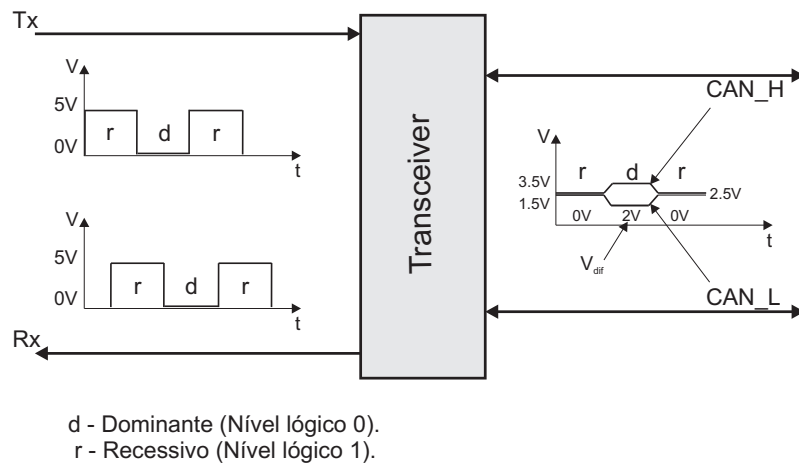 Tx
V
5V
0V
r d r
t
V
5V
0V
r d r
t
Rx
Transceiver
CAN_H
V
r d r
3.5V
1.5V
2.5V
0V 2V 0V
t
Vdif
CAN_L
d - Dominante (Nível lógico 0).
r - Recessivo (Nível lógico 1).